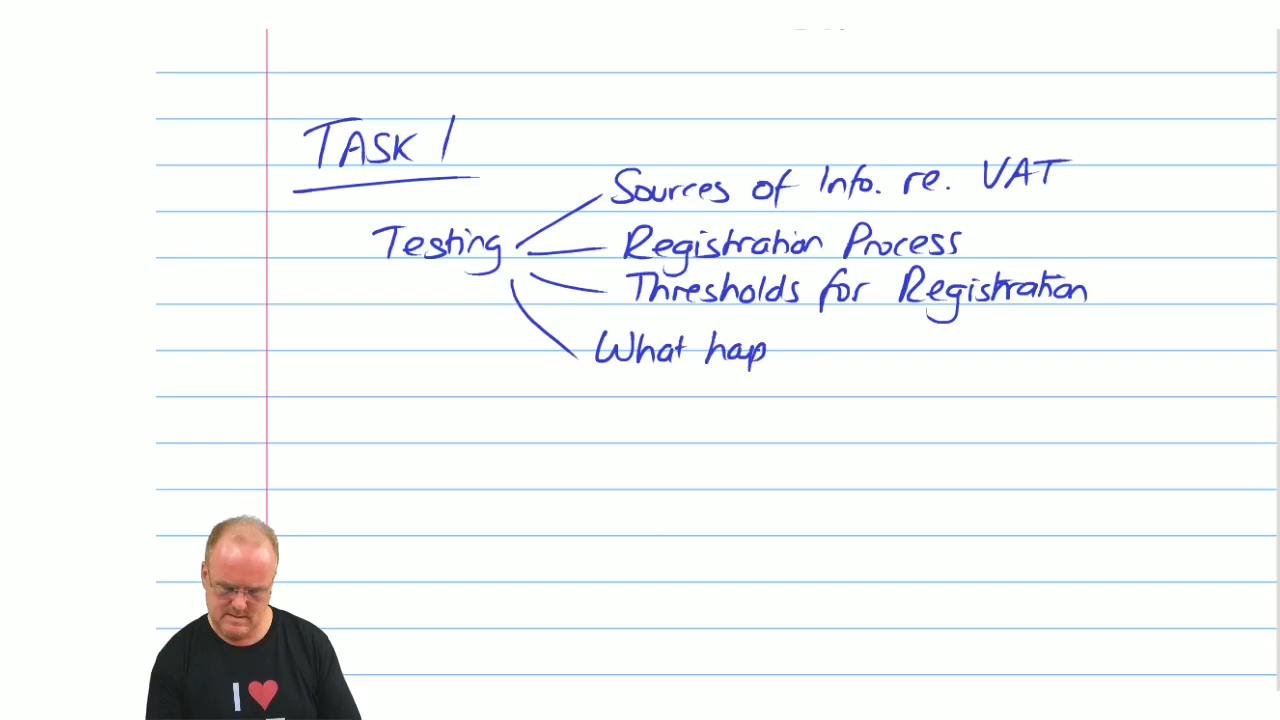 TASK 1
Sources of Info. re. VAT
Testing
Registration Process
Thresholds for Registration
What hap
I ♥